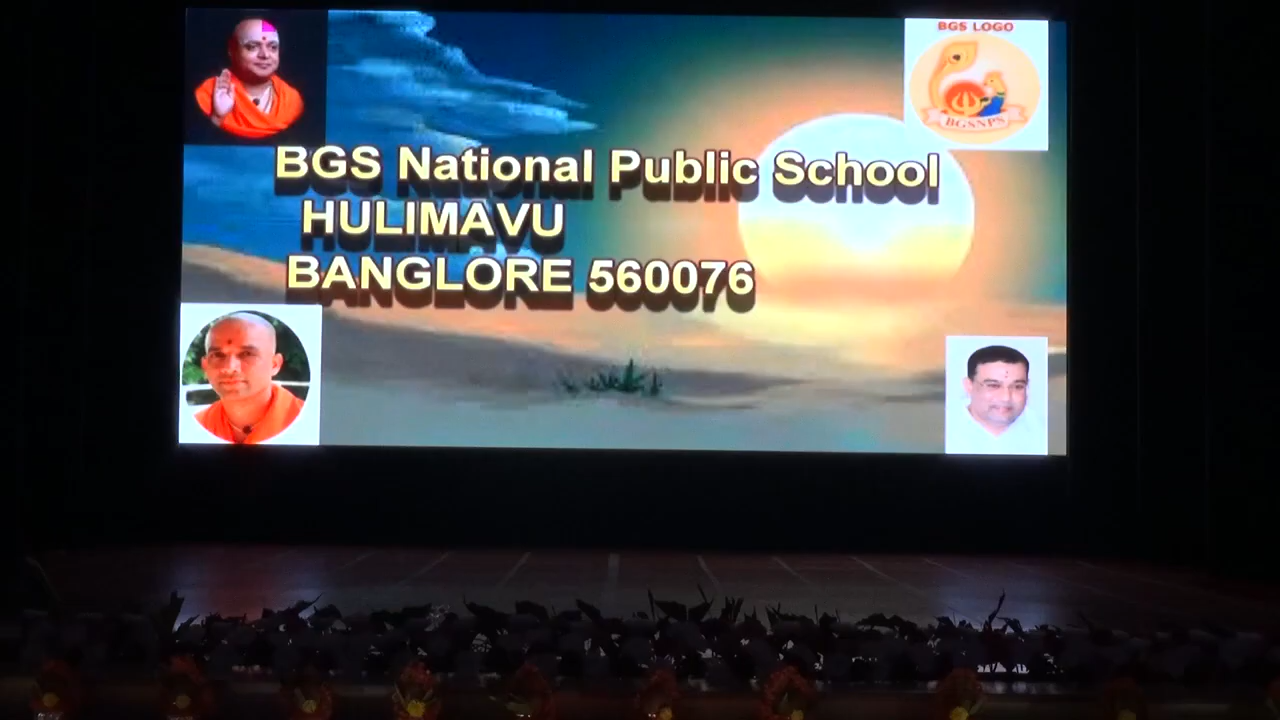 BGS LOGO
BGSNPS
BGS National Public School
HULIMAVU
BANGLORE 560076